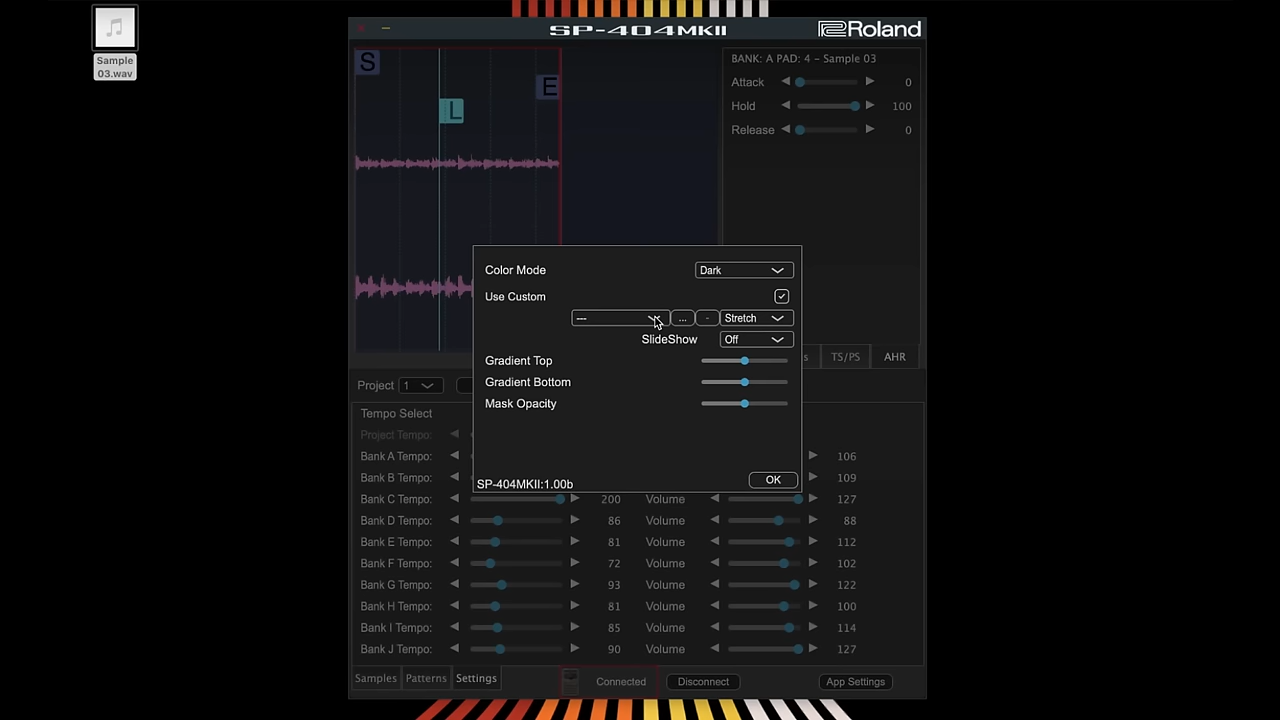 SP-404MKII
Roland
Sample
03.wav
S
E
L
BANK: A PAD: 4 - Sample 03
Attack 0
Hold 100
Release 0
Color Mode Dark
Use Custom
--- ... - Stretch
SlideShow Off
Gradient Top
Gradient Bottom
Mask Opacity
SP-404MKII:1.00b OK
TS/PS AHR
Project 1
Tempo Select
Project Tempo:
Bank A Tempo: 106
Bank B Tempo: 109
Bank C Tempo: 200 Volume 127
Bank D Tempo: 86 Volume 88
Bank E Tempo: 81 Volume 112
Bank F Tempo: 72 Volume 102
Bank G Tempo: 93 Volume 122
Bank H Tempo: 81 Volume 100
Bank I Tempo: 85 Volume 114
Bank J Tempo: 90 Volume 127
Samples Patterns Settings Connected Disconnect App Settings